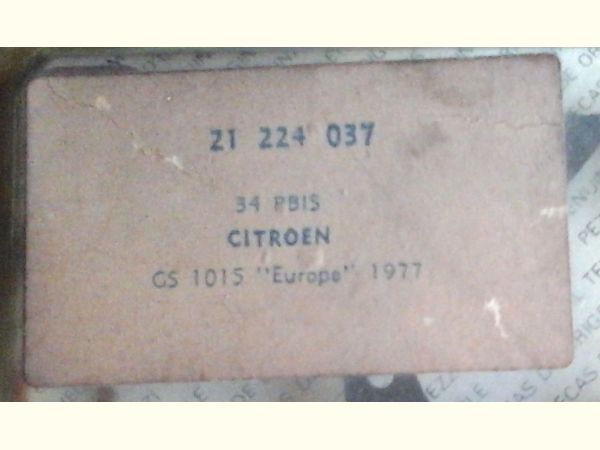 21 224 037
34 PBIS
CITROEN
GS 1015 "Europe" 1977